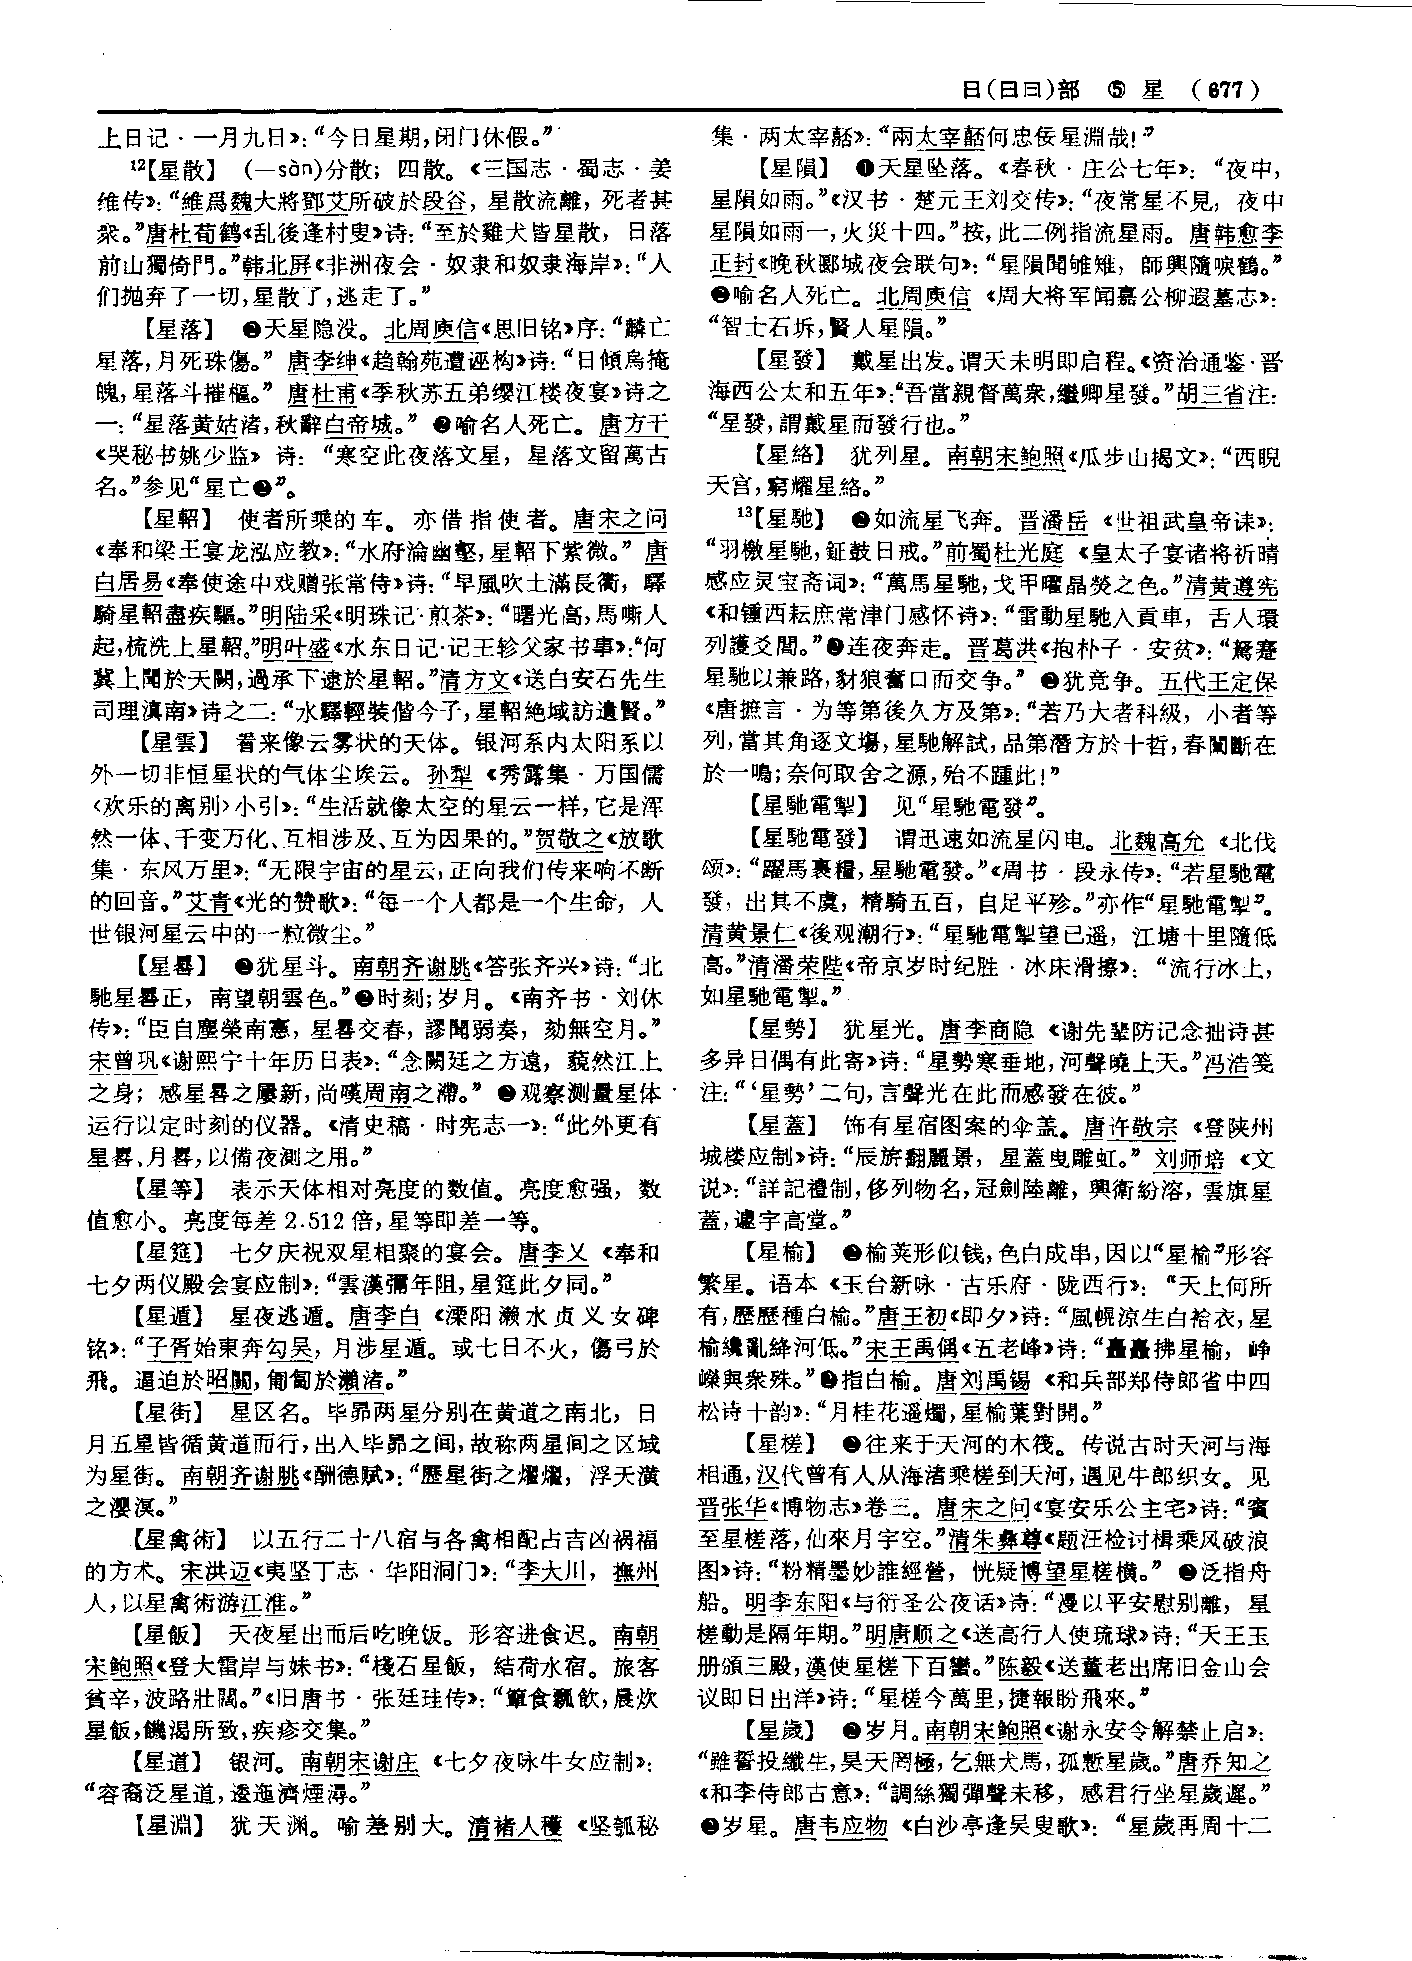 日(日曰)部 ⑤ 星 (677)
上日记·一月九日》：“今日星期，闭门休假。”
12【星散】 (—sàn)分散；四散。《三国志·蜀志·姜
维传》：“維爲魏大將鄧艾所破於段谷，星散流離，死者甚
衆。”唐杜荀鹤《乱後逢村叟》诗：“至於雞犬皆星散，日落
前山獨倚門。”韩北屏《非洲夜会·奴隶和奴隶海岸》：“人
们抛弃了一切，星散了，逃走了。”
【星落】 ❶天星隐没。北周庾信《思旧铭》序：“麟亡
星落，月死珠傷。”唐李绅《趋翰苑遭诬构》诗：“日傾烏掩
魄，星落斗摧樞。”唐杜甫《季秋苏五弟缨江楼夜宴》诗之
一：“星落黄姑渚，秋辭白帝城。”❷喻名人死亡。唐方干
《哭秘书姚少监》诗：“寒空此夜落文星，星落文留萬古
名。”参见“星亡❷”。
【星軺】 使者所乘的车。亦借指使者。唐宋之问
《奉和梁王宴龙泓应教》：“水府淪幽壑，星軺下紫微。”唐
白居易《奉使途中戏赠张常侍》诗：“早風吹土滿長衢，驛
騎星軺盡疾驅。”明陆采《明珠记·煎茶》：“曙光高，馬嘶人
起，梳洗上星軺。”明叶盛《水东日记·记王轸父家书事》：“何
冀上聞於天闕，過承下逮於星軺。”清方文《送白安石先生
司理滇南》诗之二：“水驛輕裝偕今子，星軺絶域訪遺賢。”
【星雲】 看来像云雾状的天体。银河系内太阳系以
外一切非恒星状的气体尘埃云。孙犁《秀露集·万国儒
〈欢乐的离别〉小引》：“生活就像太空的星云一样，它是浑
然一体、千变万化、互相涉及、互为因果的。”贺敬之《放歌
集·东风万里》：“无限宇宙的星云，正向我们传来响不断
的回音。”艾青《光的赞歌》：“每一个人都是一个生命，人
世银河星云中的一粒微尘。”
【星晷】 ❶犹星斗。南朝齐谢朓《答张齐兴》诗：“北
馳星晷正，南望朝雲色。”❷时刻；岁月。《南齐书·刘休
传》：“臣自塵榮南憲，星晷交春，謬聞弱奏，劾無空月。”
宋曾巩《谢熙宁十年历日表》：“念闕廷之方遠，藐然江上
之身；感星晷之屢新，尚嘆周南之滯。”❸观察测量星体
运行以定时刻的仪器。《清史稿·时宪志一》：“此外更有
星晷、月晷，以備夜測之用。”
【星等】 表示天体相对亮度的数值。亮度愈强，数
值愈小。亮度每差2.512倍，星等即差一等。
【星筵】 七夕庆祝双星相聚的宴会。唐李乂《奉和
七夕两仪殿会宴应制》：“雲漢彌年阻，星筵此夕同。”
【星遁】 星夜逃遁。唐李白《溧阳濑水贞义女碑
铭》：“子胥始東奔勾吴，月涉星遁。或七日不火，傷弓於
飛。逼迫於昭關，匍匐於瀨渚。”
【星街】 星区名。毕昴两星分别在黄道之南北，日
月五星皆循黄道而行，出入毕昴之间，故称两星间之区域
为星街。南朝齐谢朓《酬德赋》：“歷星街之熠燿，浮天潢
之瀴溟。”
【星禽術】 以五行二十八宿与各禽相配占吉凶祸福
的方术。宋洪迈《夷坚丁志·华阳洞门》：“李大川，撫州
人，以星禽術游江淮。”
【星飯】 天夜星出而后吃晚饭。形容进食迟。南朝
宋鲍照《登大雷岸与妹书》：“棧石星飯，結荷水宿。旅客
貧辛，波路壯闊。”《旧唐书·张廷珪传》：“簞食瓢飲，晨炊
星飯，饑渴所致，疾疹交集。”
【星道】 银河。南朝宋谢庄《七夕夜咏牛女应制》：
“容裔泛星道，逶迤濟煙潯。”
【星淵】 犹天渊。喻差别大。清褚人穫《坚瓠秘
集·两太宰嚭》：“兩太宰嚭何忠佞星淵哉！”
【星隕】 ❶天星坠落。《春秋·庄公七年》：“夜中，
星隕如雨。”《汉书·楚元王刘交传》：“夜常星不見，夜中
星隕如雨一，火災十四。”按，此二例指流星雨。唐韩愈李
正封《晚秋郾城夜会联句》：“星隕聞雊雉，師興隨唳鶴。”
❷喻名人死亡。北周庾信《周大将军闻嘉公柳遐墓志》：
“智士石坼，賢人星隕。”
【星發】 戴星出发。谓天未明即启程。《资治通鉴·晋
海西公太和五年》：“吾當親督萬衆，繼卿星發。”胡三省注：
“星發，謂戴星而發行也。”
【星絡】 犹列星。南朝宋鲍照《瓜步山揭文》：“西睨
天宫，窮耀星絡。”
13【星馳】 ❶如流星飞奔。晋潘岳《世祖武皇帝诔》：
“羽檄星馳，鉦鼓日戒。”前蜀杜光庭《皇太子宴诸将祈晴
感应灵宝斋词》：“萬馬星馳，戈甲曜晶熒之色。”清黄遵宪
《和锺西耘庶常津门感怀诗》：“雷動星馳入貢車，舌人環
列護爻閭。”❷连夜奔走。晋葛洪《抱朴子·安贫》：“駑蹇
星馳以兼路，豺狼奮口而交争。”❸犹竞争。五代王定保
《唐摭言·为等第後久方及第》：“若乃大者科級，小者等
列，當其角逐文場，星馳解試，品第潛方於十哲，春闈斷在
於一鳴；奈何取舍之源，殆不踵此！”
【星馳電掣】 见“星馳電發”。
【星馳電發】 谓迅速如流星闪电。北魏高允《北伐
颂》：“躍馬裹糧，星馳電發。”《周书·段永传》：“若星馳電
發，出其不虞，精騎五百，自足平殄。”亦作“星馳電掣”。
清黄景仁《後观潮行》：“星馳電掣望已遥，江塘十里隨低
高。”清潘荣陛《帝京岁时纪胜·冰床滑擦》：“流行冰上，
如星馳電掣。”
【星勢】 犹星光。唐李商隐《谢先辈防记念拙诗甚
多异日偶有此寄》诗：“星勢寒垂地，河聲曉上天。”冯浩笺
注：“‘星勢’二句，言聲光在此而感發在彼。”
【星蓋】 饰有星宿图案的伞盖。唐许敬宗《登陕州
城楼应制》诗：“辰旂翻麗景，星蓋曳雕虹。”刘师培《文
说》：“詳記禮制，侈列物名，冠劍陸離，輿衛紛溶，雲旗星
蓋，邃宇高堂。”
【星榆】 ❶榆荚形似钱，色白成串，因以“星榆”形容
繁星。语本《玉台新咏·古乐府·陇西行》：“天上何所
有，歷歷種白榆。”唐王初《即夕》诗：“風幌涼生白袷衣，星
榆纔亂絳河低。”宋王禹偁《五老峰》诗：“矗矗拂星榆，峥
嶸與衆殊。”❷指白榆。唐刘禹锡《和兵部郑侍郎省中四
松诗十韵》：“月桂花遥燭，星榆葉對開。”
【星槎】 ❶往来于天河的木筏。传说古时天河与海
相通，汉代曾有人从海渚乘槎到天河，遇见牛郎织女。见
晋张华《博物志》卷三。唐宋之问《宴安乐公主宅》诗：“賓
至星槎落，仙來月宇空。”清朱彝尊《题汪检讨楫乘风破浪
图》诗：“粉精墨妙誰經營，恍疑博望星槎横。”❷泛指舟
船。明李东阳《与衍圣公夜话》诗：“漫以平安慰别離，星
槎動是隔年期。”明唐顺之《送高行人使琉球》诗：“天王玉
册頒三殿，漢使星槎下百蠻。”陈毅《送董老出席旧金山会
议即日出洋》诗：“星槎今萬里，捷報盼飛來。”
【星歲】 ❶岁月。南朝宋鲍照《谢永安令解禁止启》：
“雖誓投纖生，昊天罔極，乞無犬馬，孤慙星歲。”唐乔知之
《和李侍郎古意》：“調絲獨彈聲未移，感君行坐星歲遲。”
❷岁星。唐韦应物《白沙亭逢吴叟歌》：“星歲再周十二